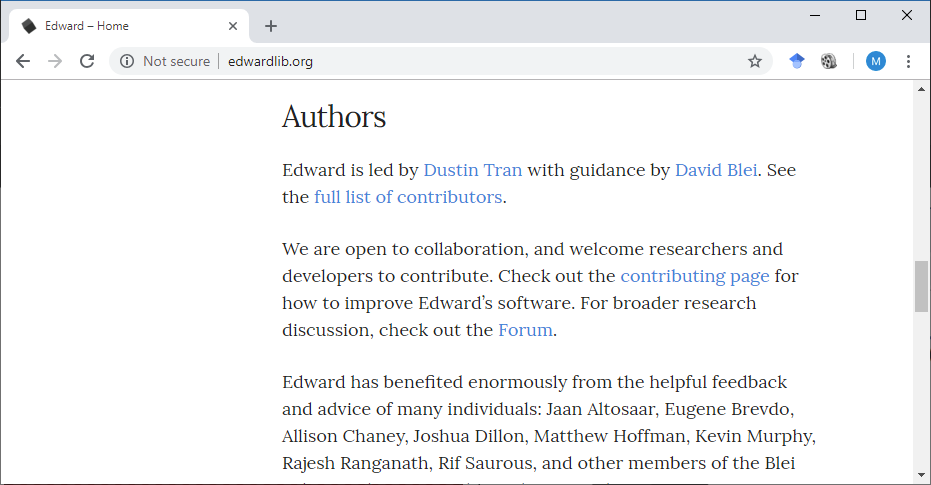 Edward – Home
Not secure
edwardlib.org
M
Authors
Edward is led by Dustin Tran with guidance by David Blei. See
the full list of contributors.
We are open to collaboration, and welcome researchers and
developers to contribute. Check out the contributing page for
how to improve Edward’s software. For broader research
discussion, check out the Forum.
Edward has benefited enormously from the helpful feedback
and advice of many individuals: Jaan Altosaar, Eugene Brevdo,
Allison Chaney, Joshua Dillon, Matthew Hoffman, Kevin Murphy,
Rajesh Ranganath, Rif Saurous, and other members of the Blei